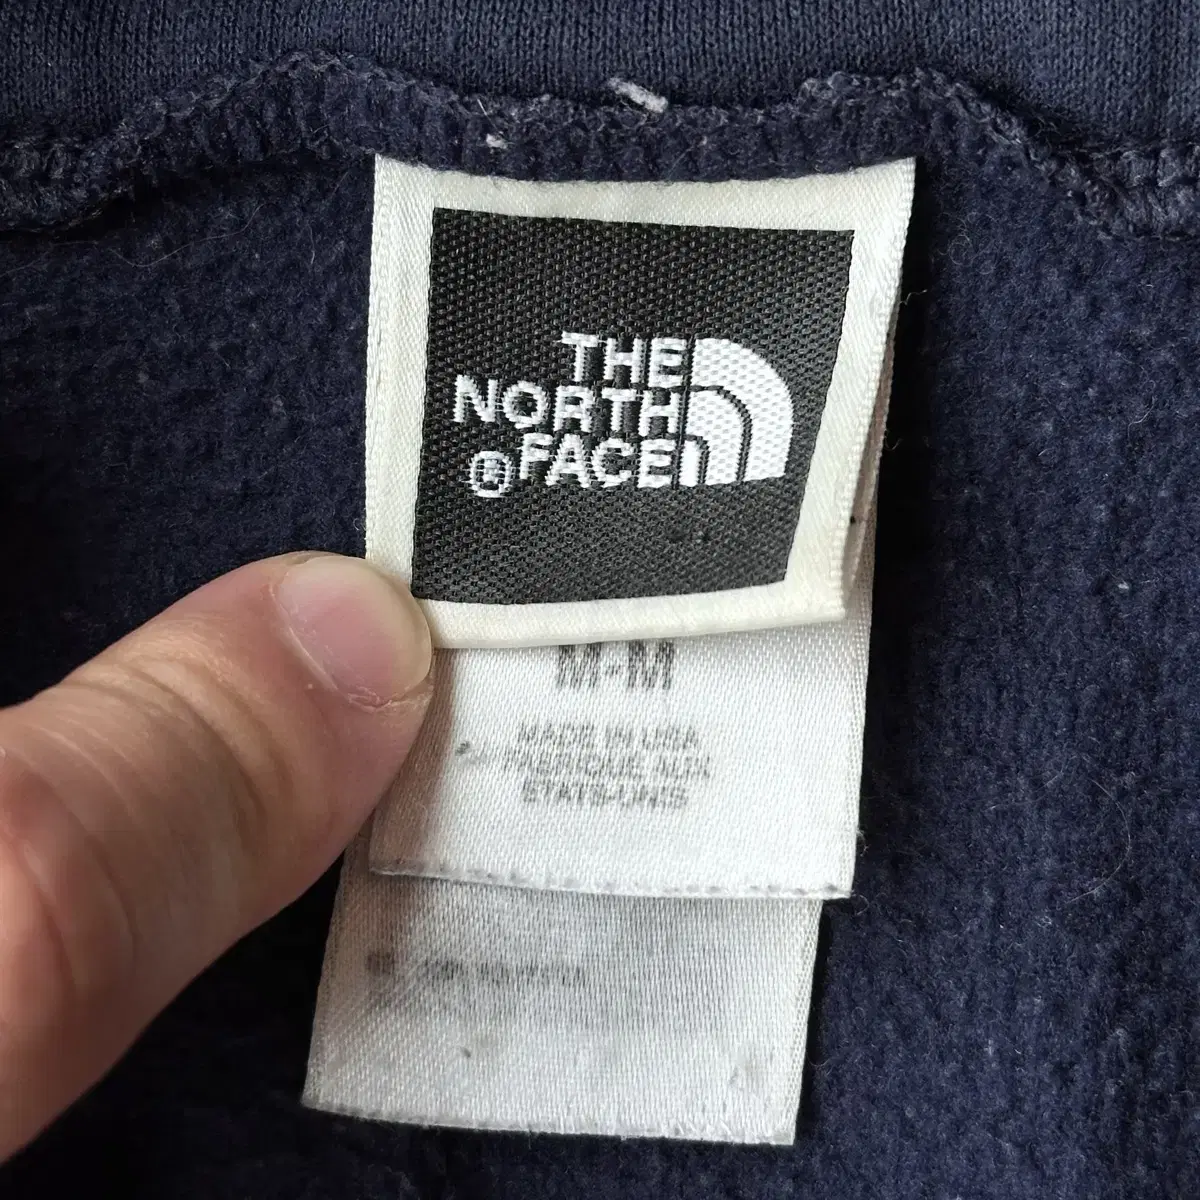 THE
NORTH
FACE
®
M-M
MADE IN USA
FABRIQUE AUX
ETATS-UNIS